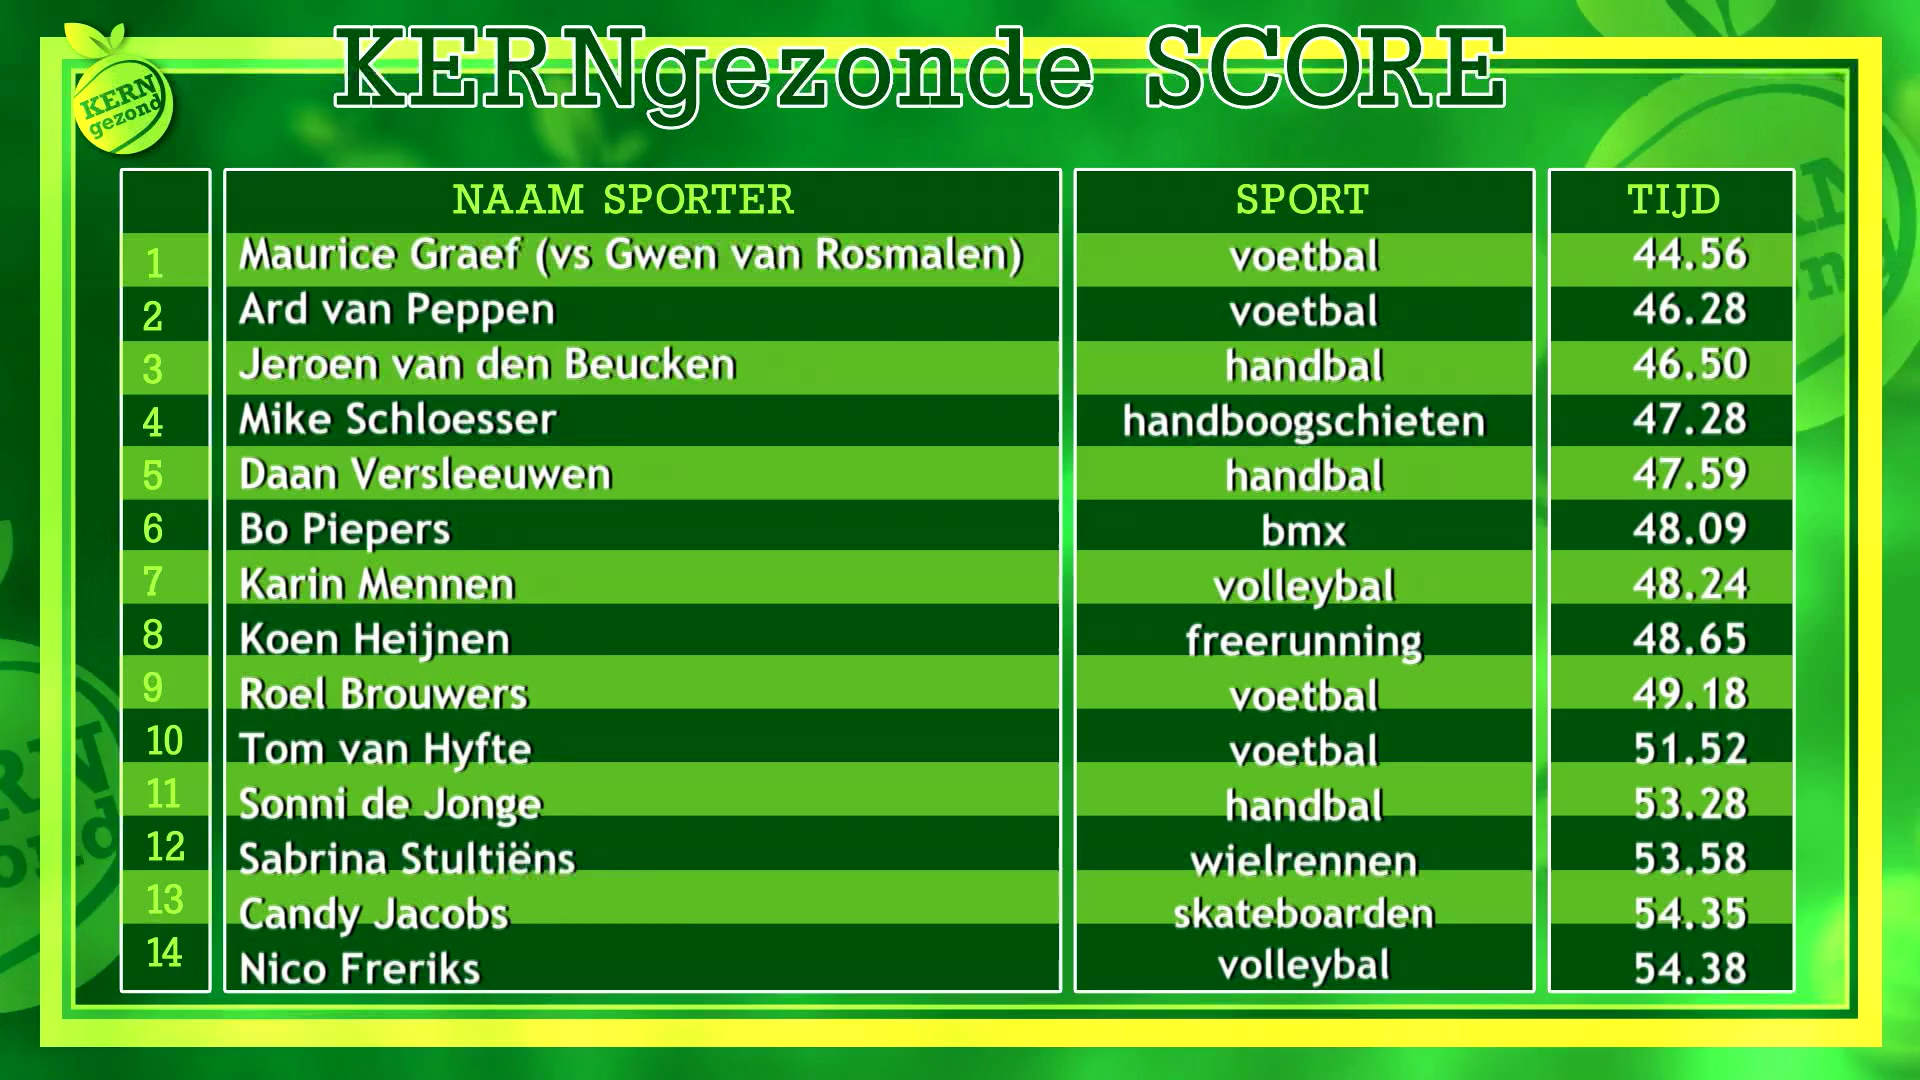 KERNgezonde SCORE
KERN
gezond
NAAM SPORTER SPORT TIJD
1 Maurice Graef (vs Gwen van Rosmalen) voetbal 44.56
2 Ard van Peppen voetbal 46.28
3 Jeroen van den Beucken handbal 46.50
4 Mike Schloesser handboogschieten 47.28
5 Daan Versleeuwen handbal 47.59
6 Bo Piepers bmx 48.09
7 Karin Mennen volleybal 48.24
8 Koen Heijnen freerunning 48.65
9 Roel Brouwers voetbal 49.18
10 Tom van Hyfte voetbal 51.52
11 Sonni de Jonge handbal 53.28
12 Sabrina Stultiëns wielrennen 53.58
13 Candy Jacobs skateboarden 54.35
14 Nico Freriks volleybal 54.38